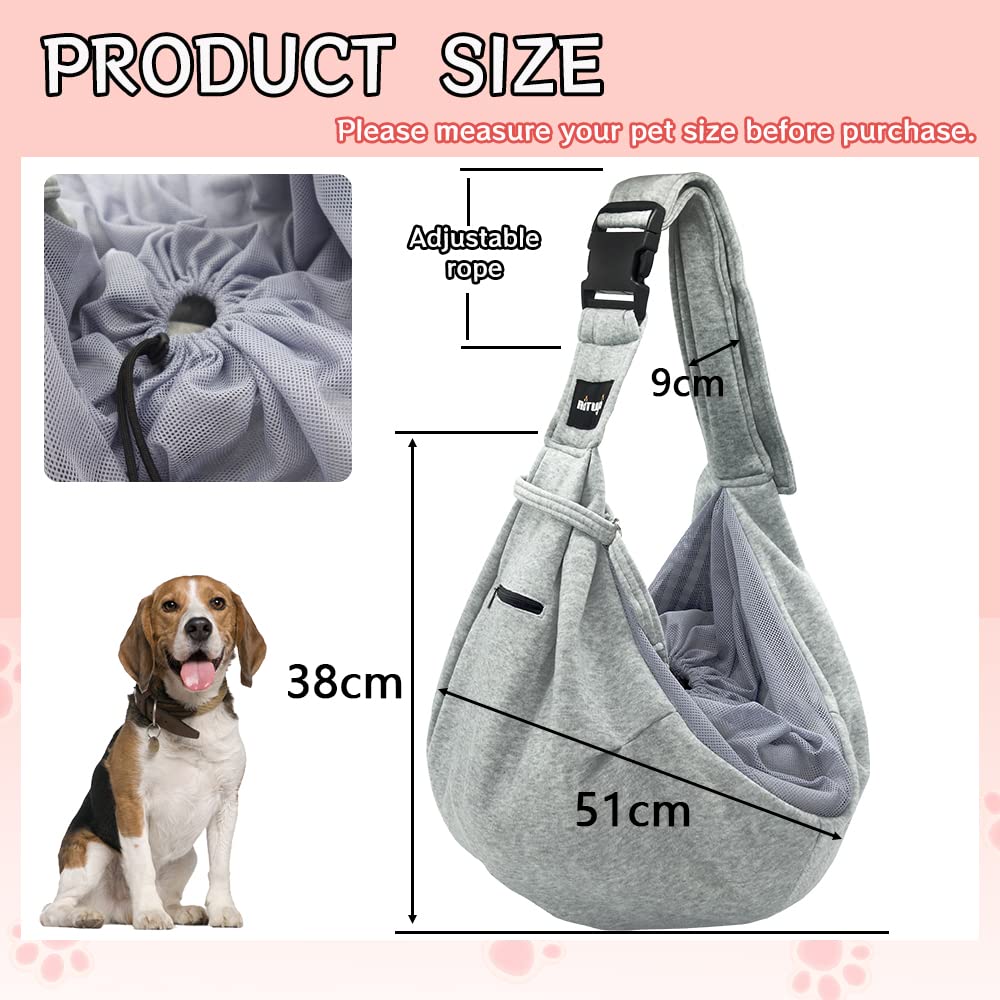 PRODUCT SIZE
Please measure your pet size before purchase.
Adjustable
rope
9cm
38cm
51cm